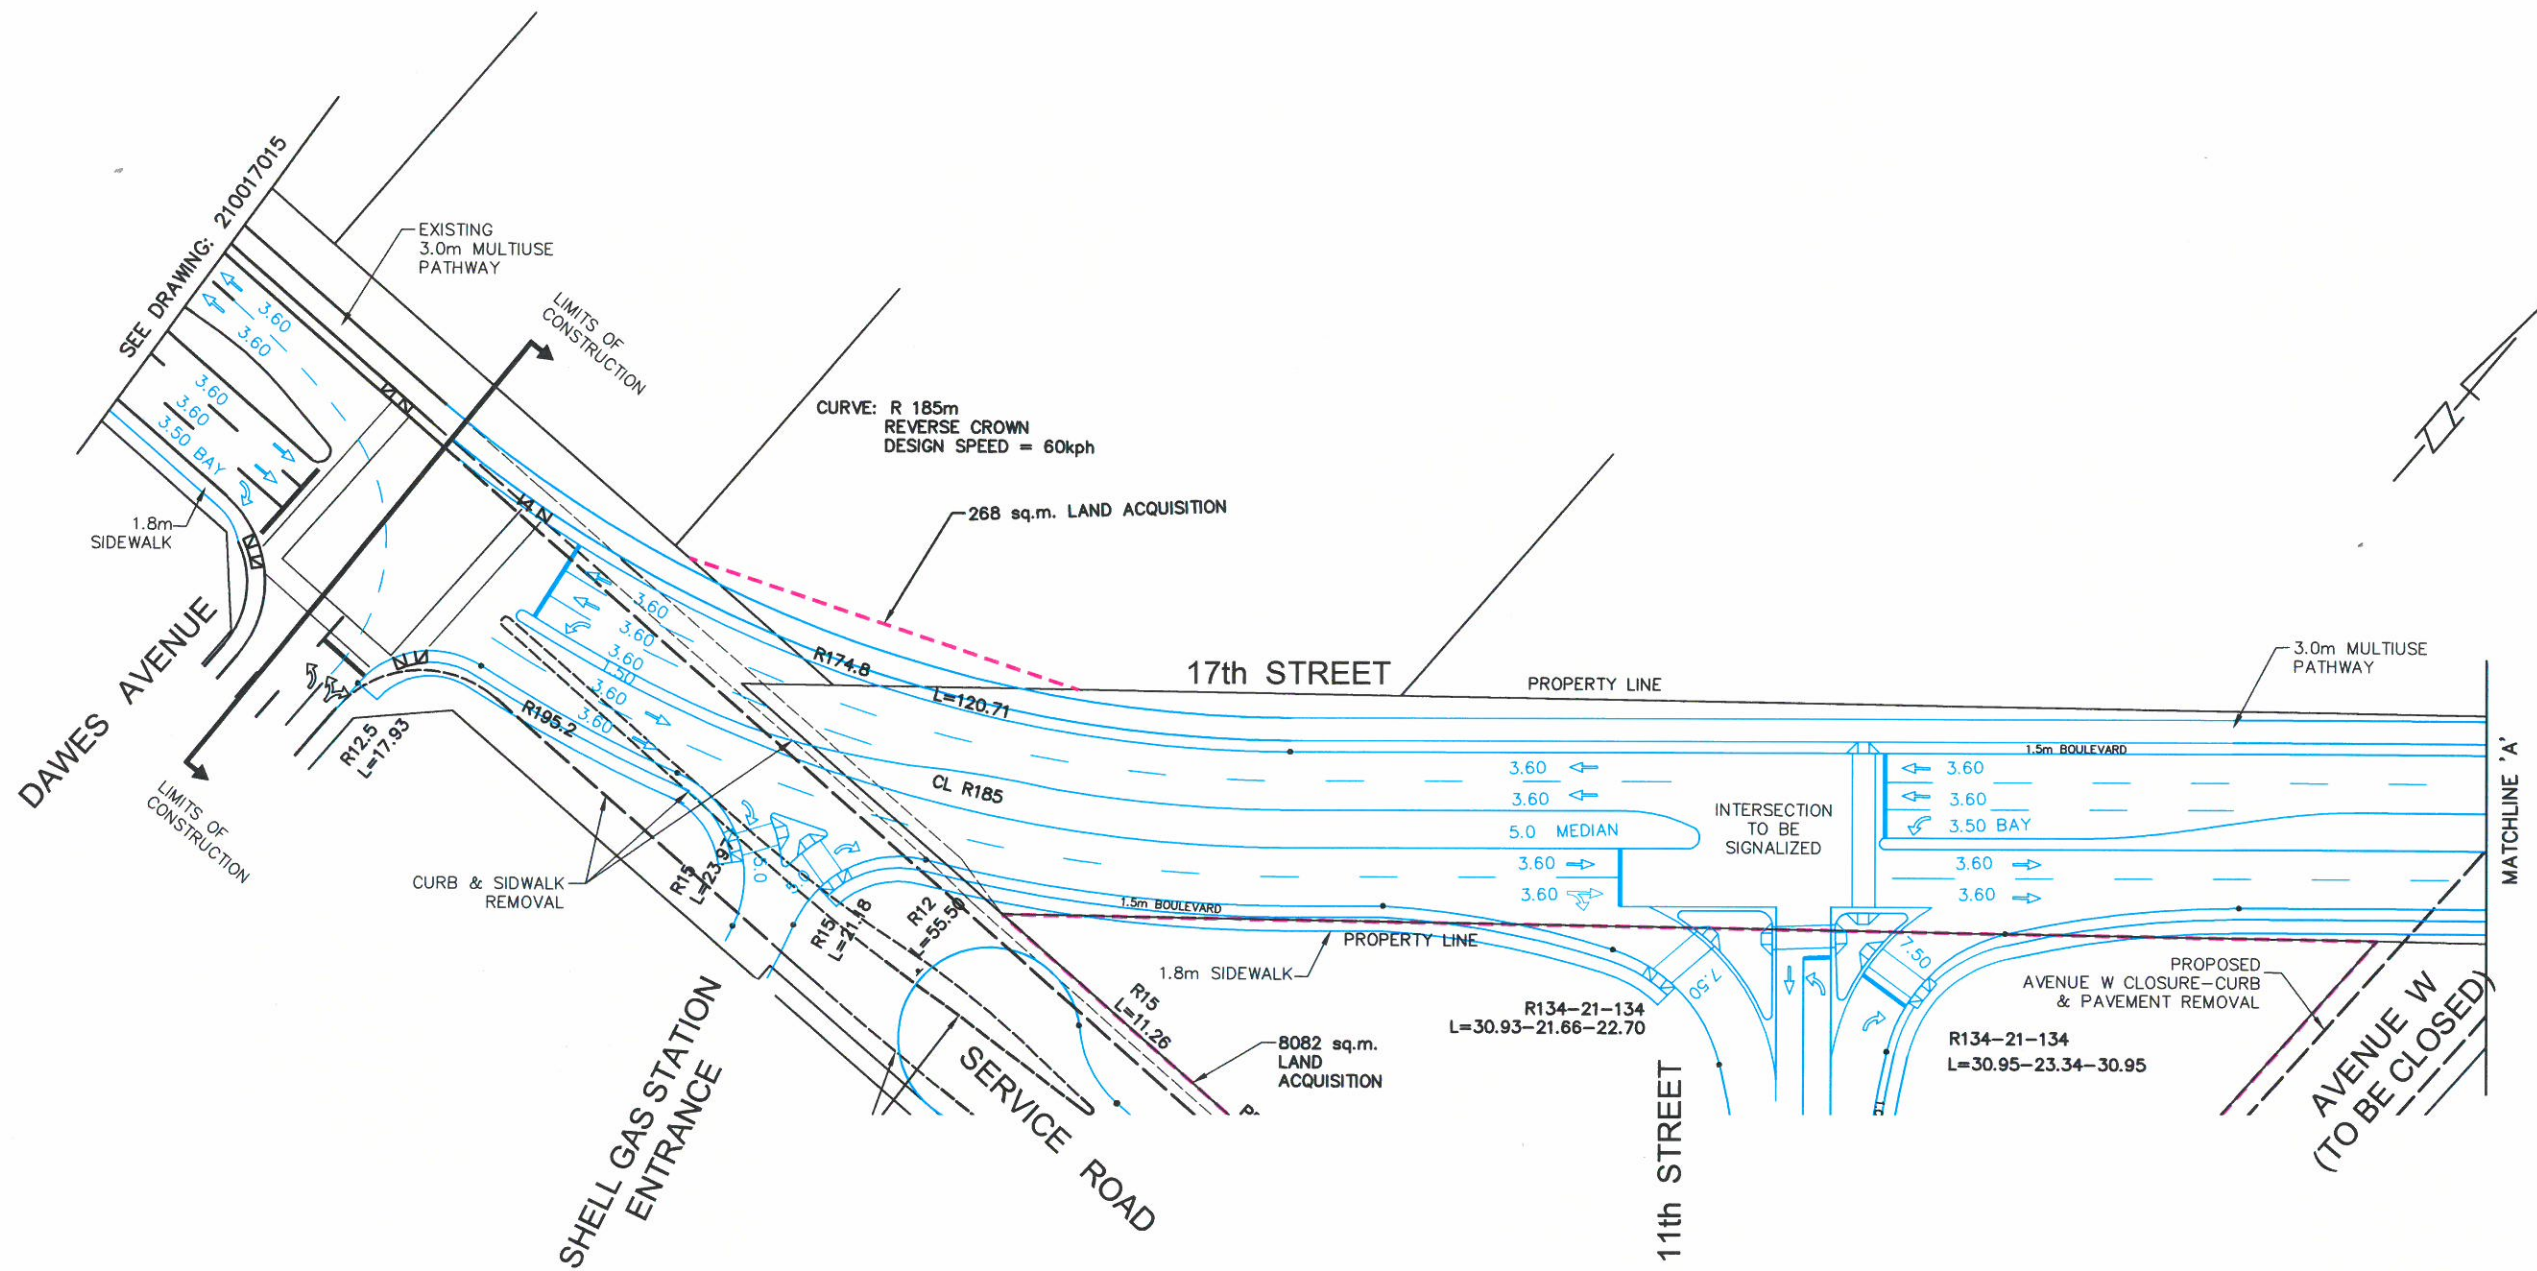 SEE DRAWING: 210017015
EXISTING
3.0m MULTIUSE
PATHWAY
LIMITS OF
CONSTRUCTION
3.60
3.60
3.60
3.60
3.50 BAY
1.8m
SIDEWALK
CURVE: R 185m
REVERSE CROWN
DESIGN SPEED = 60kph
268 sq.m. LAND ACQUISITION
DAWES AVENUE
LIMITS OF
CONSTRUCTION
R12.5
L=17.93
3.60
3.60
3.60
1.50
3.60
3.60
R195.2
R174.8
L=120.71
CL R185
17th STREET
PROPERTY LINE
3.0m MULTIUSE
PATHWAY
1.5m BOULEVARD
3.60
3.60
5.0 MEDIAN
3.60
3.60
INTERSECTION
TO BE
SIGNALIZED
3.60
3.60
3.50 BAY
3.60
3.60
MATCHLINE 'A'
CURB & SIDWALK
REMOVAL
R15
L=23.97
5.0
R15
L=21.18
R12
L=55.50
1.5m BOULEVARD
PROPERTY LINE
1.8m SIDEWALK
R15
L=11.26
8082 sq.m.
LAND
ACQUISITION
7.50
7.50
R134-21-134
L=30.93-21.66-22.70
R134-21-134
L=30.95-23.34-30.95
PROPOSED
AVENUE W CLOSURE-CURB
& PAVEMENT REMOVAL
AVENUE W
(TO BE CLOSED)
SHELL GAS STATION
ENTRANCE
SERVICE ROAD
11th STREET